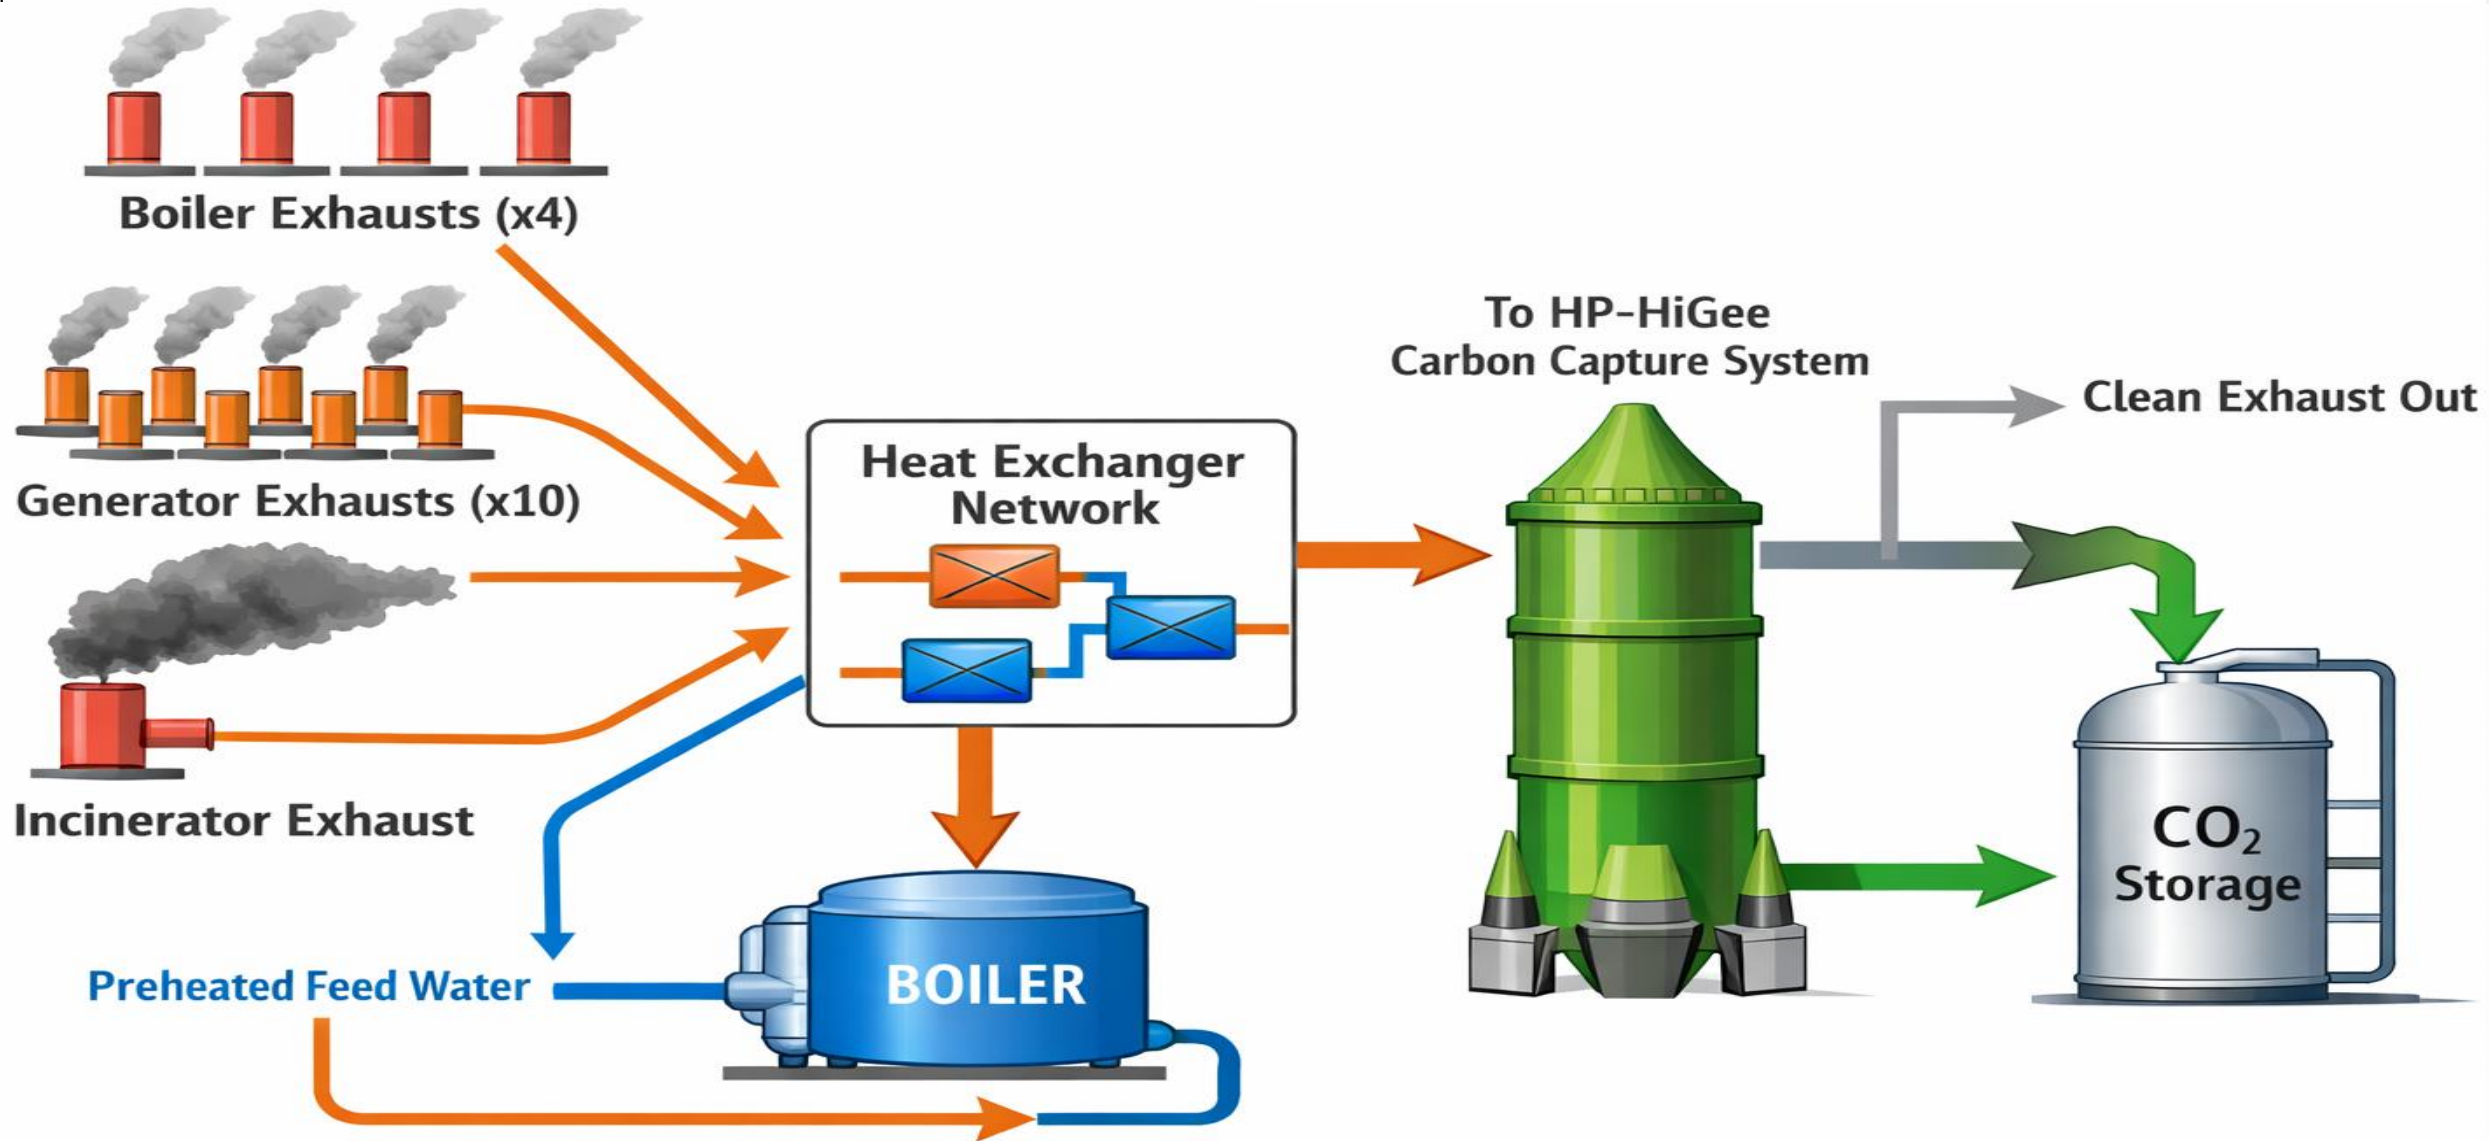 Boiler Exhausts (x4)
Generator Exhausts (x10)
Incinerator Exhaust
Heat Exchanger
Network
To HP-HiGee
Carbon Capture System
Clean Exhaust Out
CO₂
Storage
Preheated Feed Water
BOILER